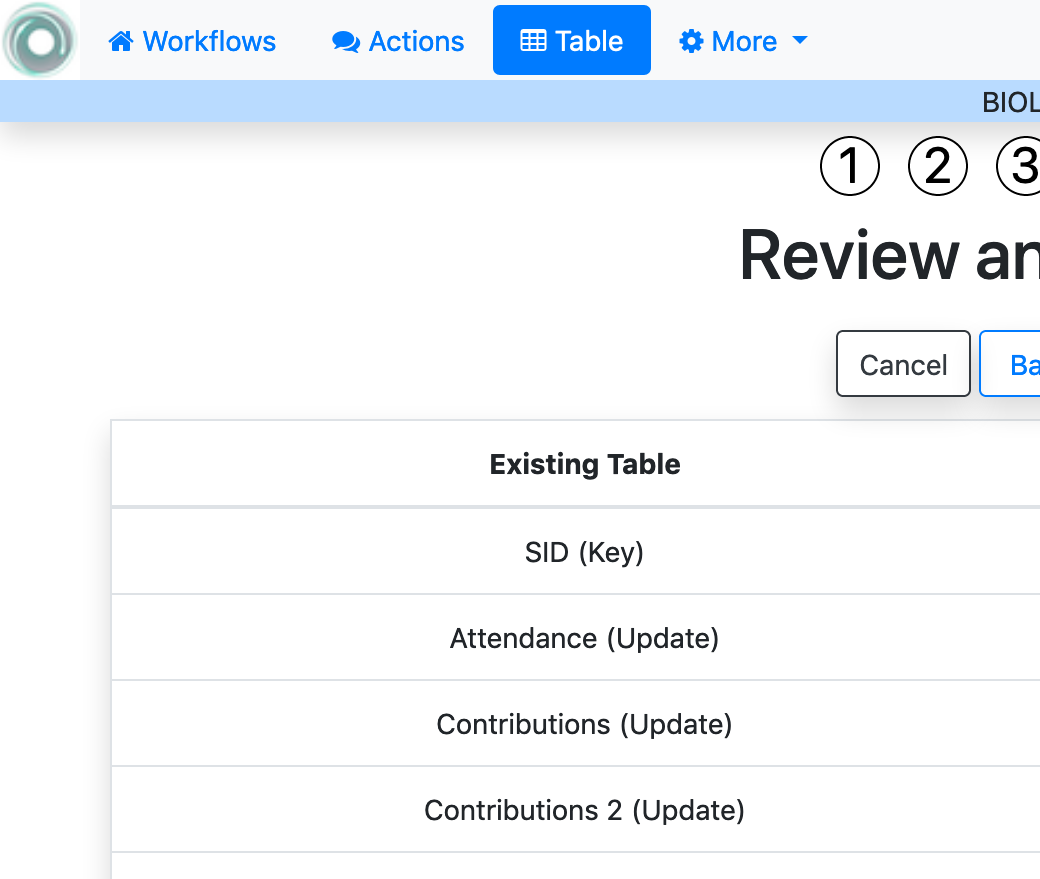 Workflows Actions Table More
BIOL
1 2 3
Review an
Cancel Ba
Existing Table
SID (Key)
Attendance (Update)
Contributions (Update)
Contributions 2 (Update)